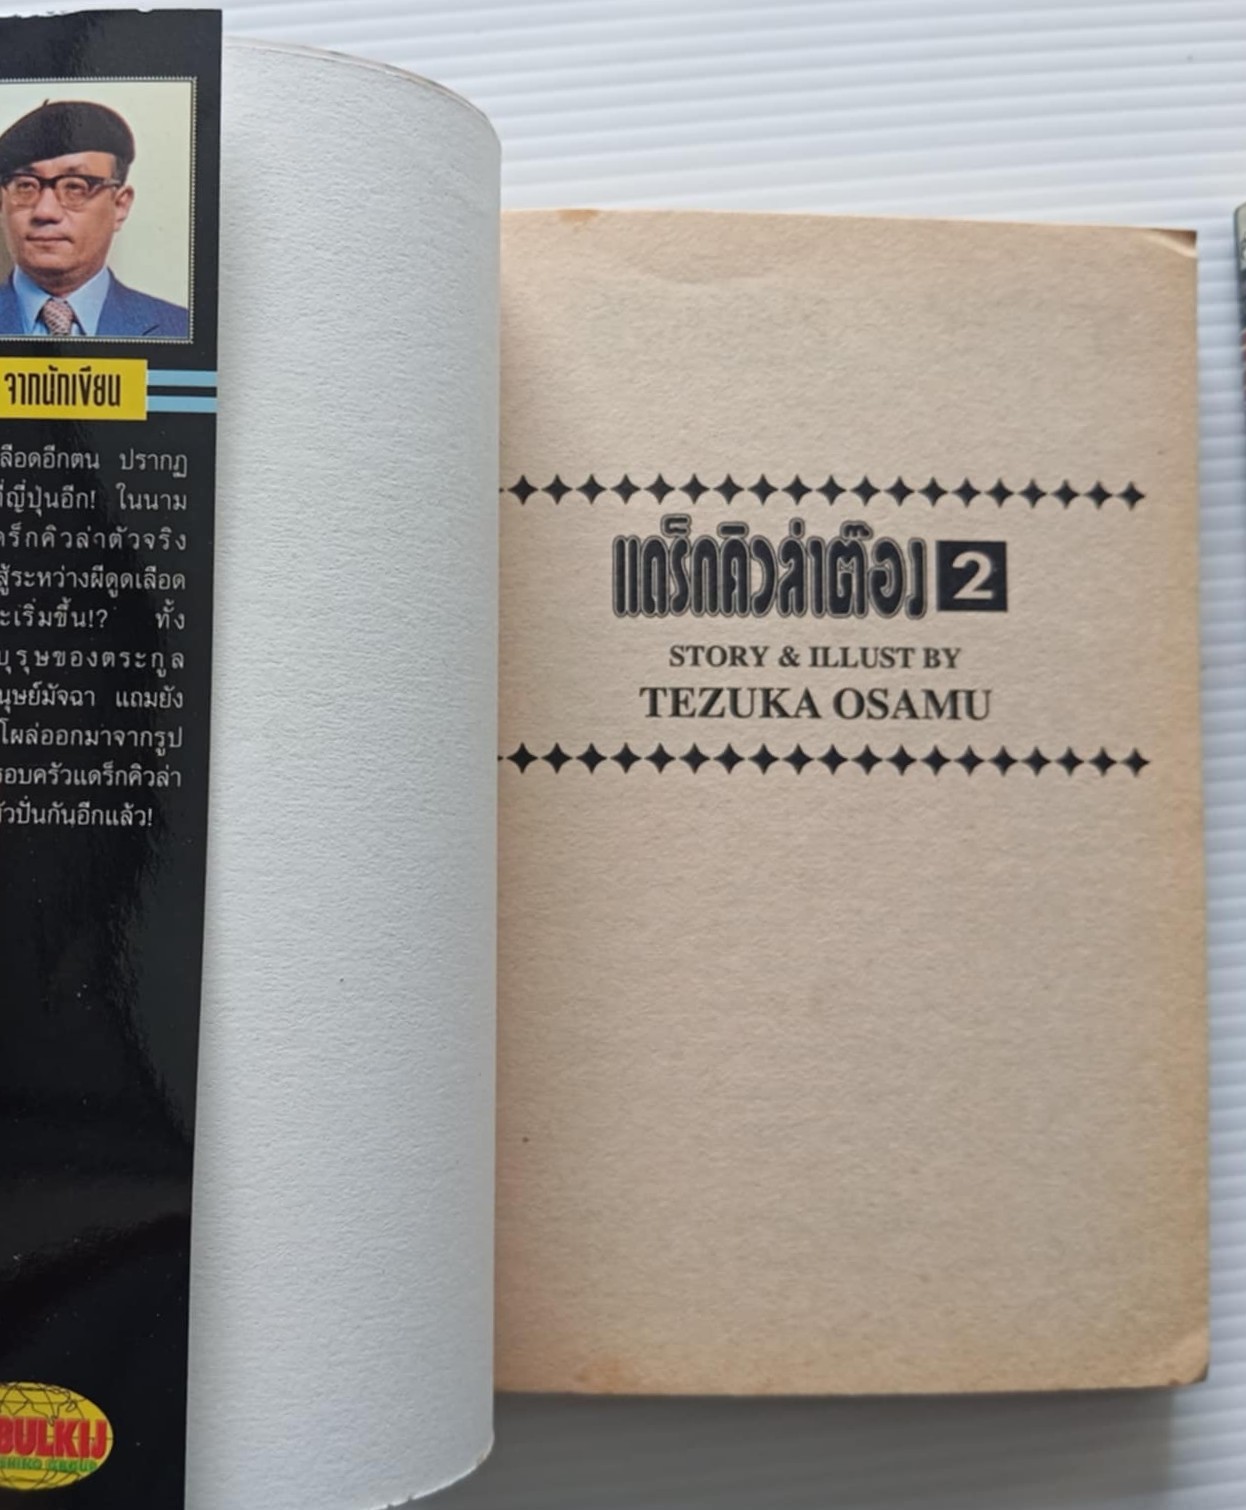 จากนักเขียน
ลือดอีกตน ปรากฏ
ที่ญี่ปุ่นอีก! ในนาม
ดร็กคิวล่าตัวจริง
สู้ระหว่างผีดูดเลือด
ะเริ่มขึ้น!? ทั้ง
บุรุษของตระกูล
นุษย์มัจฉา แถมยัง
โผล่ออกมาจากรูป
รอบครัวแดร็กคิวล่า
ัวปั่นกันอีกแล้ว!
BULKIJ
SHING GROUP
แดร็กคิวล่าต๊อง 2
STORY & ILLUST BY
TEZUKA OSAMU